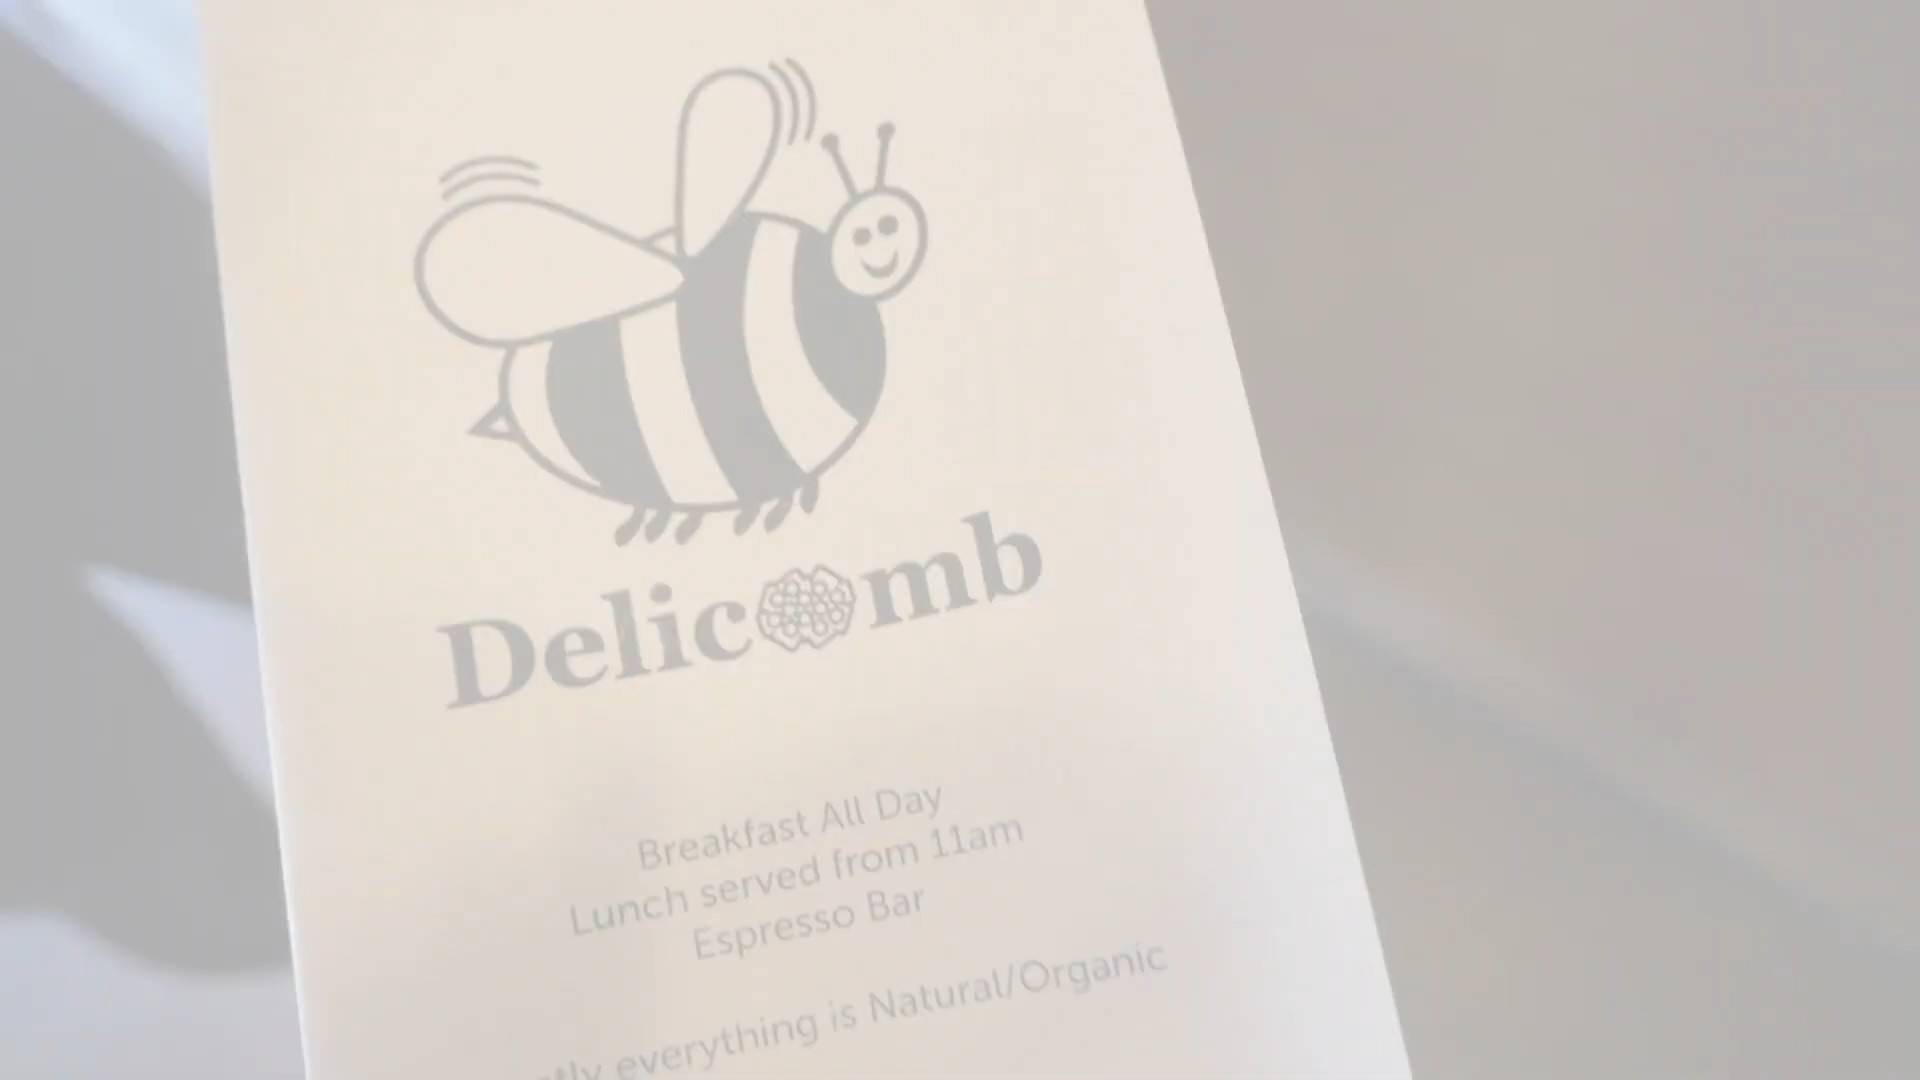 Delicomb
Breakfast All Day
Lunch served from 11am
Espresso Bar
everything is Natural/Organic